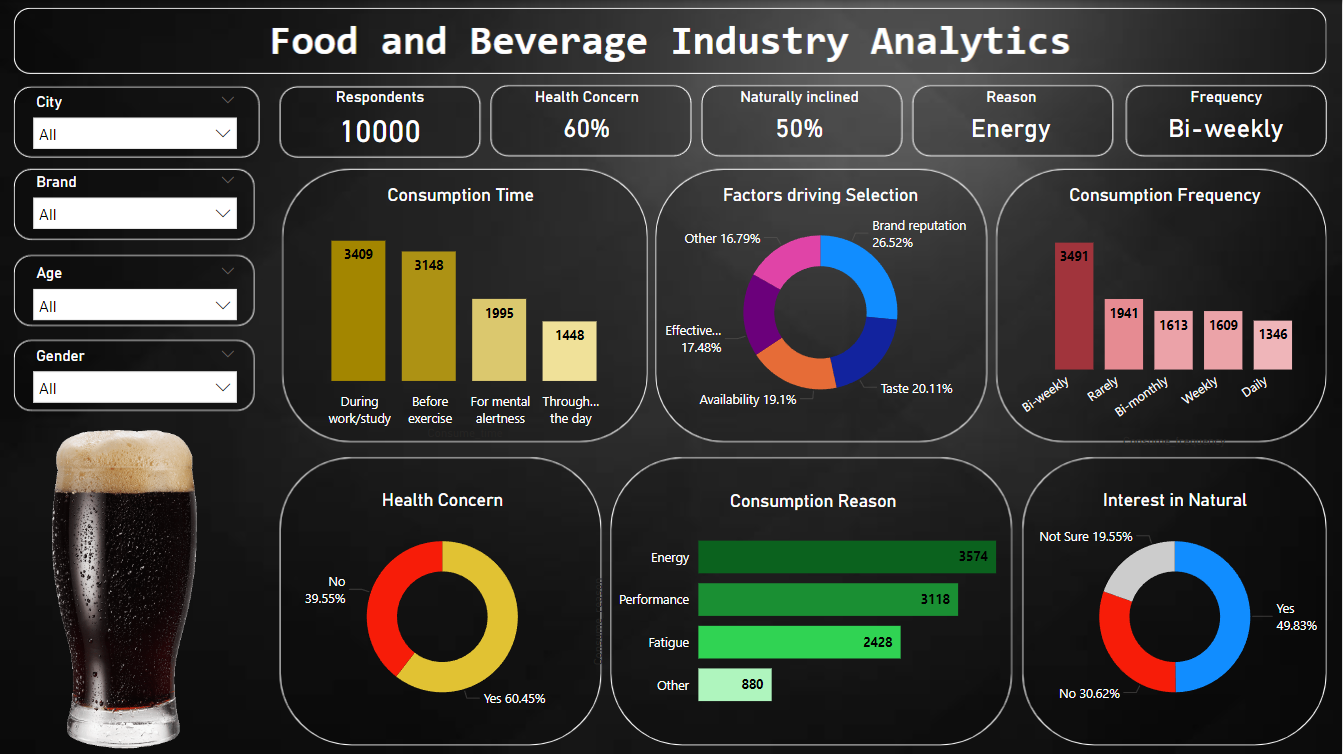 Food and Beverage Industry Analytics
City
All
Brand
All
Age
All
Gender
All
Respondents
10000
Health Concern
60%
Naturally inclined
50%
Reason
Energy
Frequency
Bi-weekly
Consumption Time
3409
3148
1995
1448
During
work/study
Before
exercise
For mental
alertness
Through...
the day
Factors driving Selection
Brand reputation
26.52%
Other 16.79%
Effective...
17.48%
Availability 19.1%
Taste 20.11%
Consumption Frequency
3491
1941
1613
1609
1346
Bi-weekly
Rarely
Bi-monthly
Weekly
Daily
Health Concern
No
39.55%
Yes 60.45%
Consumption Reason
Energy
3574
Performance
3118
Fatigue
2428
Other
880
Interest in Natural
Not Sure 19.55%
Yes
49.83%
No 30.62%